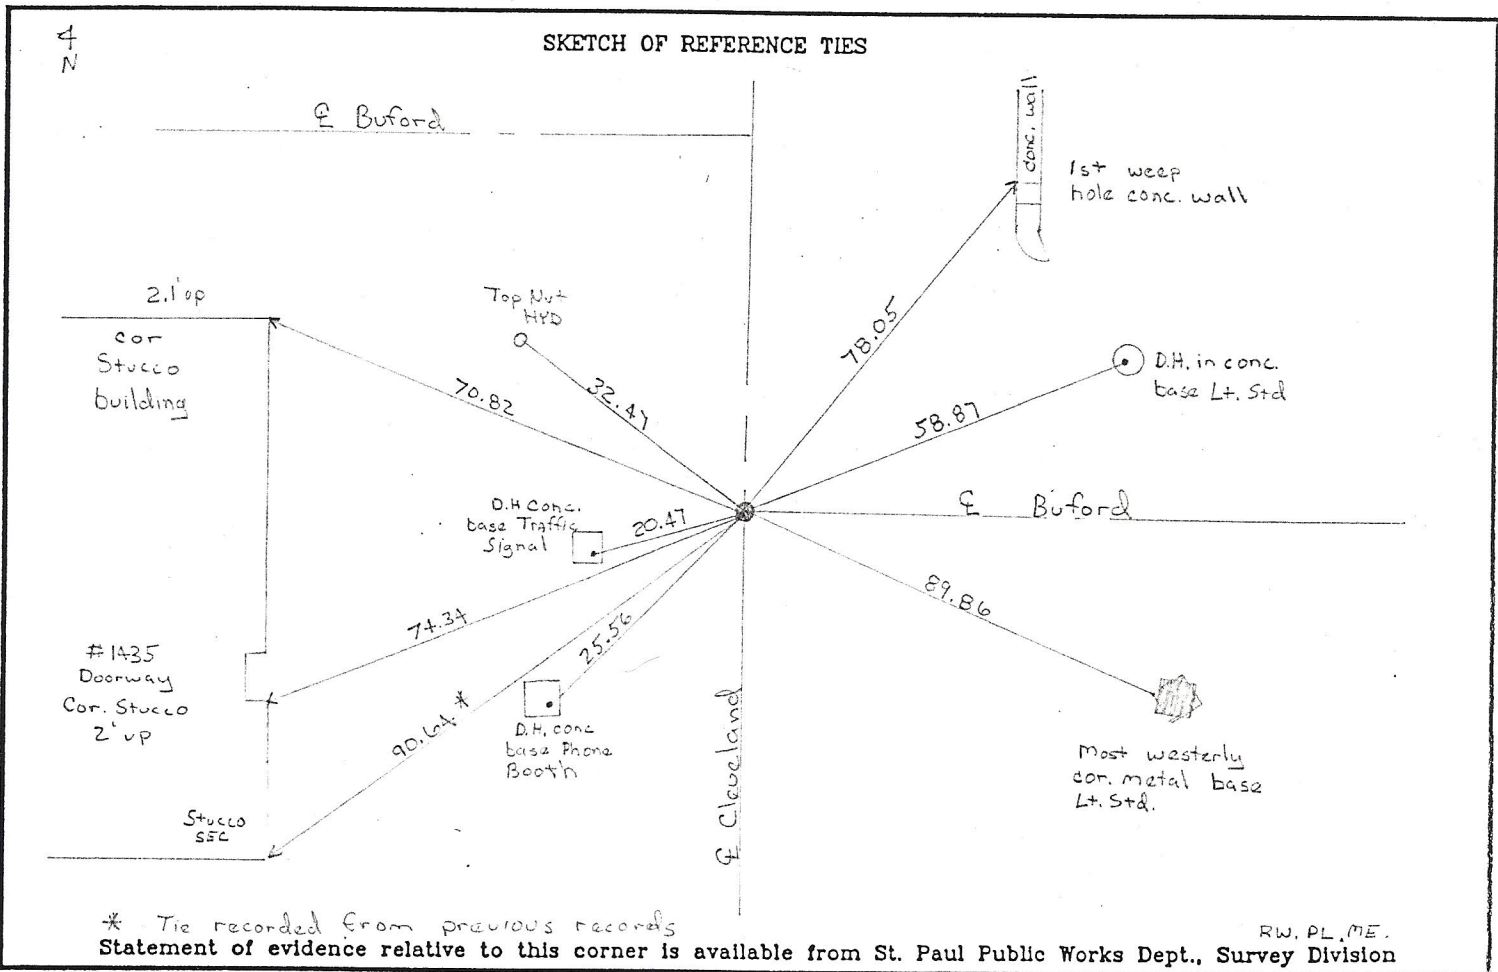 4
N
SKETCH OF REFERENCE TIES
℄ Buford
conc. wall
1st weep
hole conc. wall
2.1' up
cor
Stucco
building
Top Nut
HYD
78.05
D.H. in conc.
base Lt. Std
70.82
32.47
58.87
D.H Conc.
base Traffic
Signal
20.47
℄ Buford
74.34
25.56
89.86
#1435
Doorway
Cor. Stucco
2' up
90.64 *
D.H. conc
base Phone
Booth
℄ Cleveland
Most westerly
cor. metal base
Lt. Std.
Stucco
SEC
* Tie recorded from previous records
RW, PL, ME.
Statement of evidence relative to this corner is available from St. Paul Public Works Dept., Survey Division